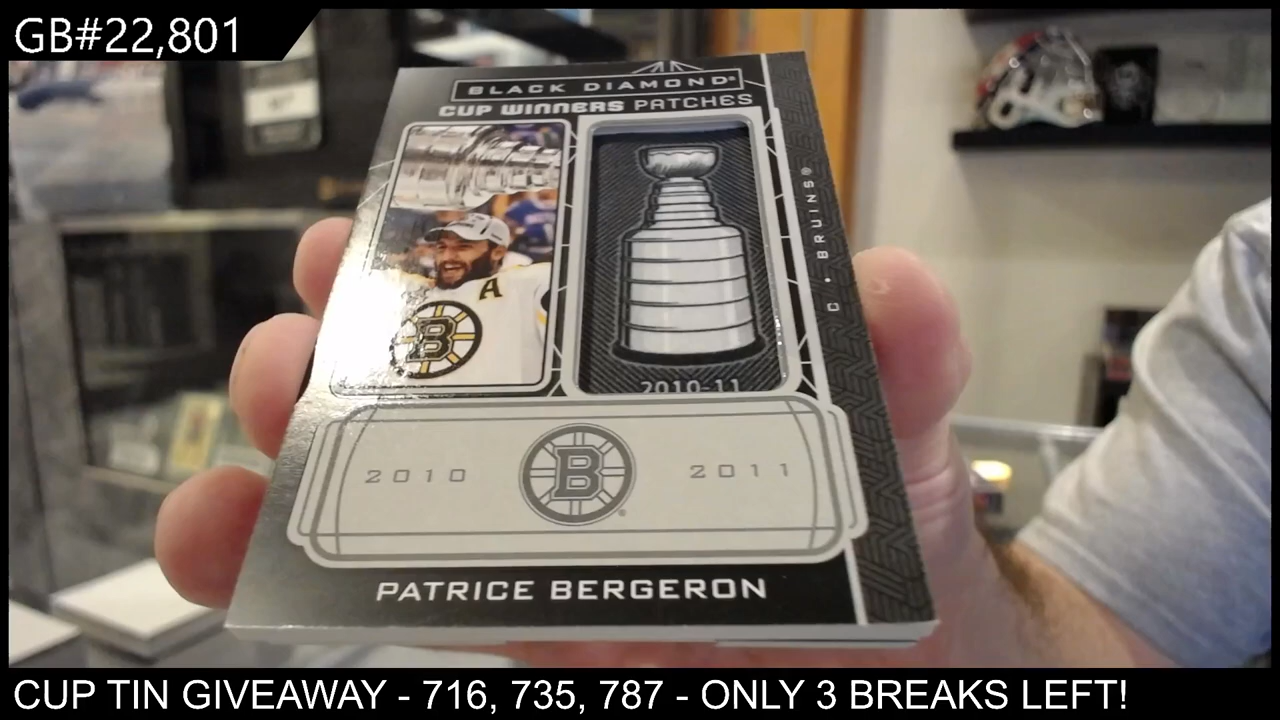 GB#22,801
BLACK DIAMOND®
CUP WINNERS PATCHES
A
B
2010-11
C • BRUINS®
2010 B ® 2011
PATRICE BERGERON
CUP TIN GIVEAWAY - 716, 735, 787 - ONLY 3 BREAKS LEFT!